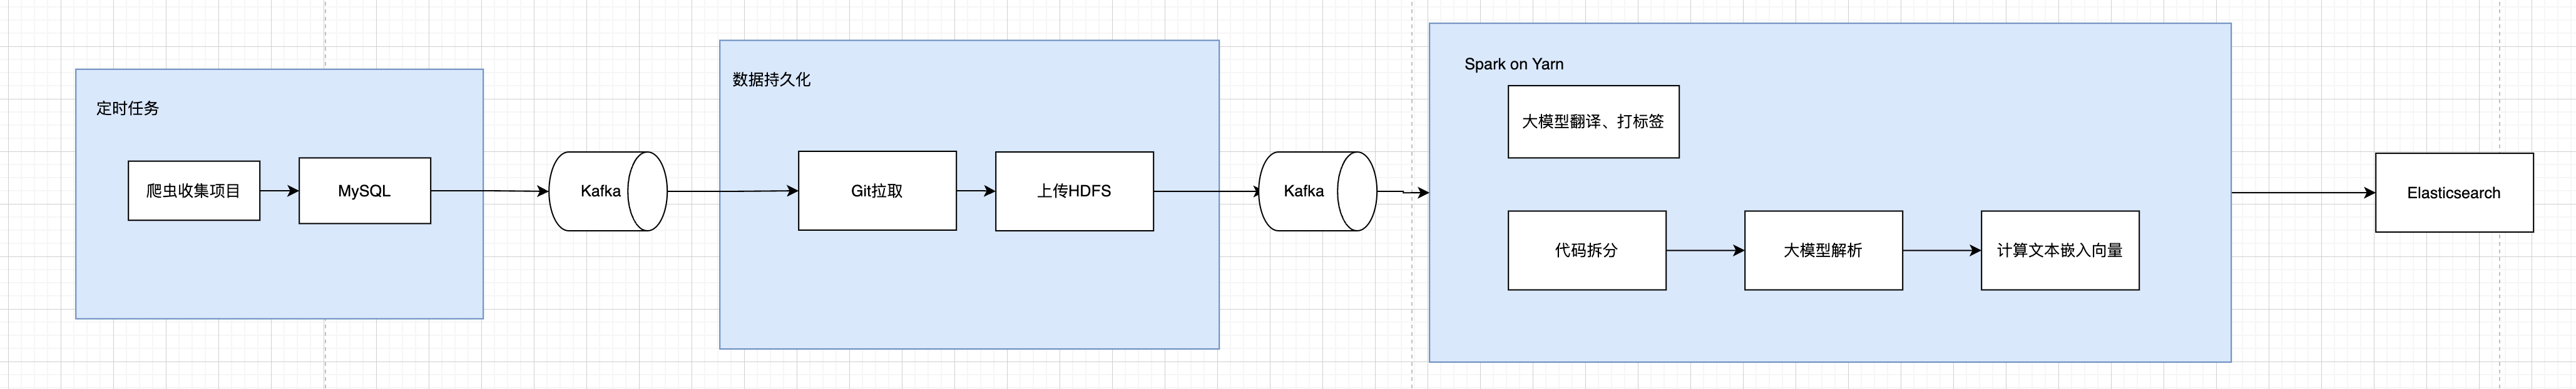 定时任务
爬虫收集项目
MySQL
Kafka
数据持久化
Git拉取
上传HDFS
Kafka
Spark on Yarn
大模型翻译、打标签
代码拆分
大模型解析
计算文本嵌入向量
Elasticsearch